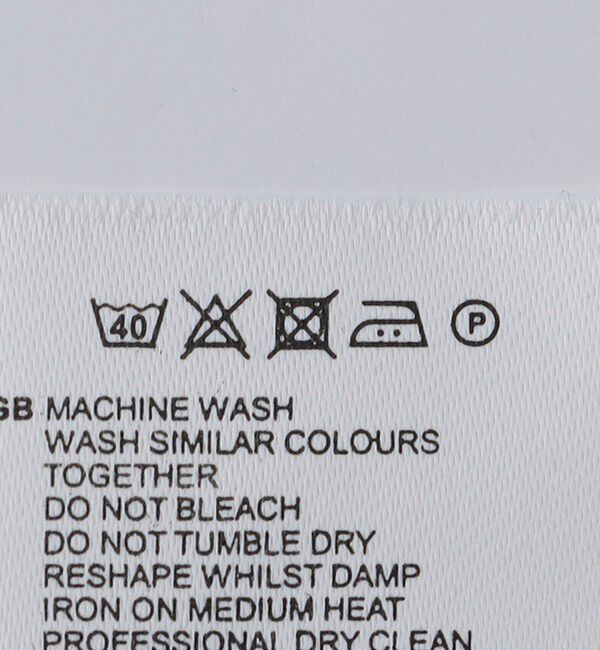 40 P
GB MACHINE WASH
WASH SIMILAR COLOURS
TOGETHER
DO NOT BLEACH
DO NOT TUMBLE DRY
RESHAPE WHILST DAMP
IRON ON MEDIUM HEAT
PROFESSIONAL DRY CLEAN